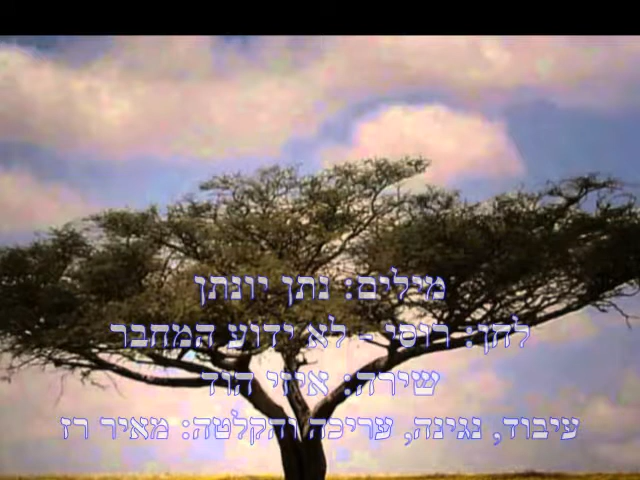 מילים: נתן יונתן
לחן: רוסי - לא ידוע המחבר
שירה: איזי הוד
עיבוד, נגינה, עריכה והקלטה: מאיר רז